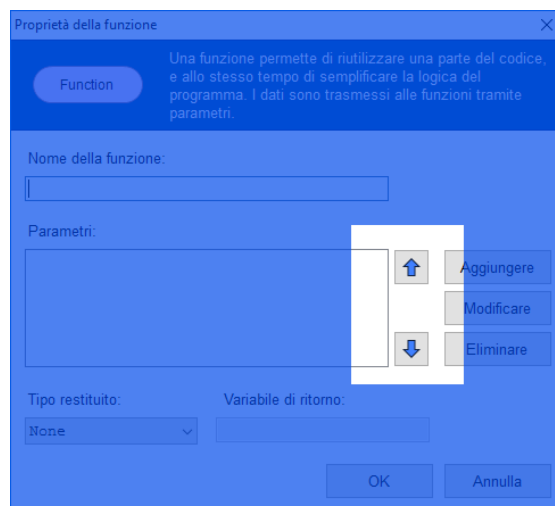 Proprietà della funzione
Function
Una funzione permette di riutilizzare una parte del codice,
e allo stesso tempo di semplificare la logica del
programma. I dati sono trasmessi alle funzioni tramite
parametri.
Nome della funzione:
Parametri:
Aggiungere
Modificare
Eliminare
Tipo restituito:
Variabile di ritorno:
None
OK
Annulla